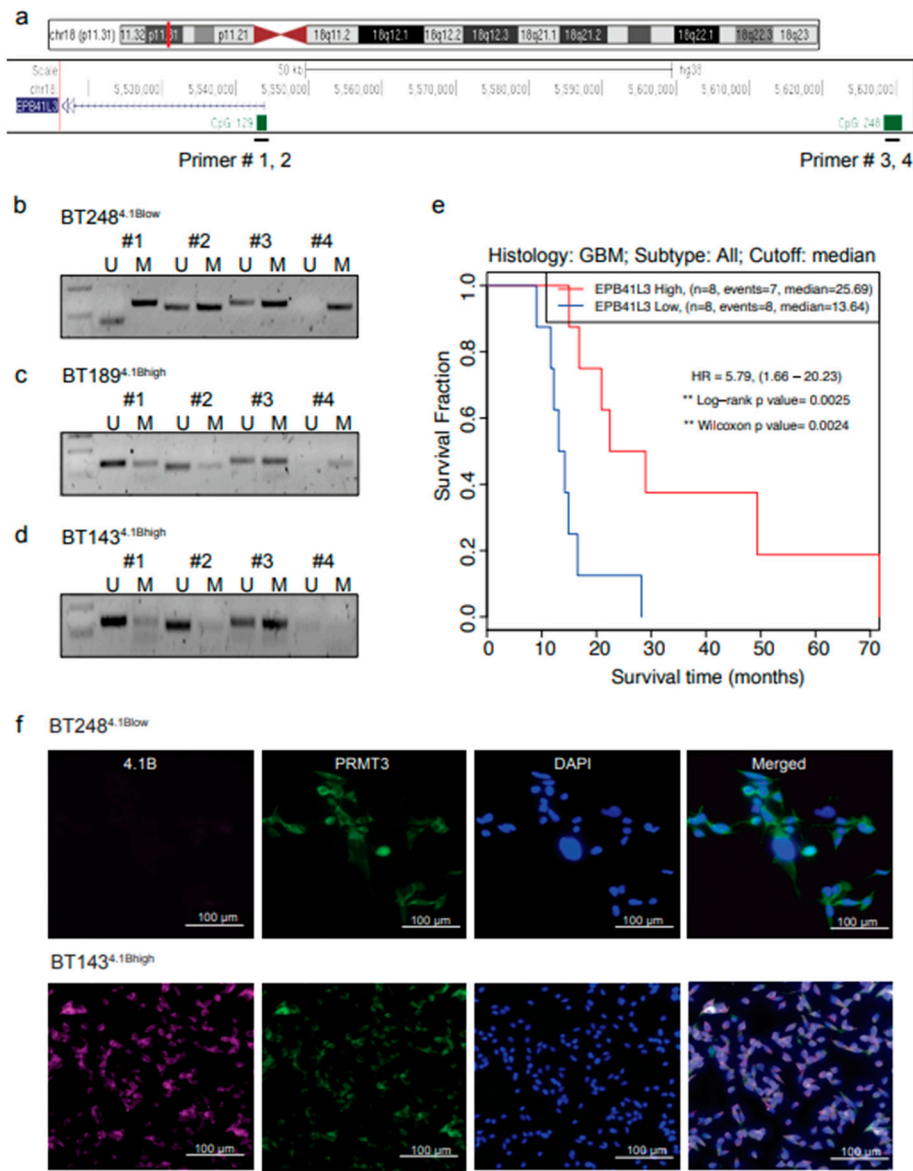 a
chr18 (p11.31) 11.32 p11.31 p11.21 18q11.2 18q12.1 18q12.2 18q12.3 18q21.1 18q21.2 18q22.1 18q22.3 18q23
Scale 50 kb hg38
chr18: 5,530,000 5,540,000 5,550,000 5,560,000 5,570,000 5,580,000 5,590,000 5,600,000 5,610,000 5,620,000 5,630,000
EPB41L3
CpG: 129 CpG: 248
Primer # 1, 2 Primer # 3, 4
b
BT248 4.1Blow
#1 #2 #3 #4
U M U M U M U M
c
BT189 4.1Bhigh
#1 #2 #3 #4
U M U M U M U M
d
BT143 4.1Bhigh
#1 #2 #3 #4
U M U M U M U M
e
Histology: GBM; Subtype: All; Cutoff: median
EPB41L3 High, (n=8, events=7, median=25.69)
EPB41L3 Low, (n=8, events=8, median=13.64)
HR = 5.79, (1.66 – 20.23)
** Log–rank p value= 0.0025
** Wilcoxon p value= 0.0024
Survival Fraction
1.0
0.8
0.6
0.4
0.2
0.0
0 10 20 30 40 50 60 70
Survival time (months)
f
BT248 4.1Blow
4.1B PRMT3 DAPI Merged
100 µm 100 µm 100 µm 100 µm
BT143 4.1Bhigh
100 µm 100 µm 100 µm 100 µm